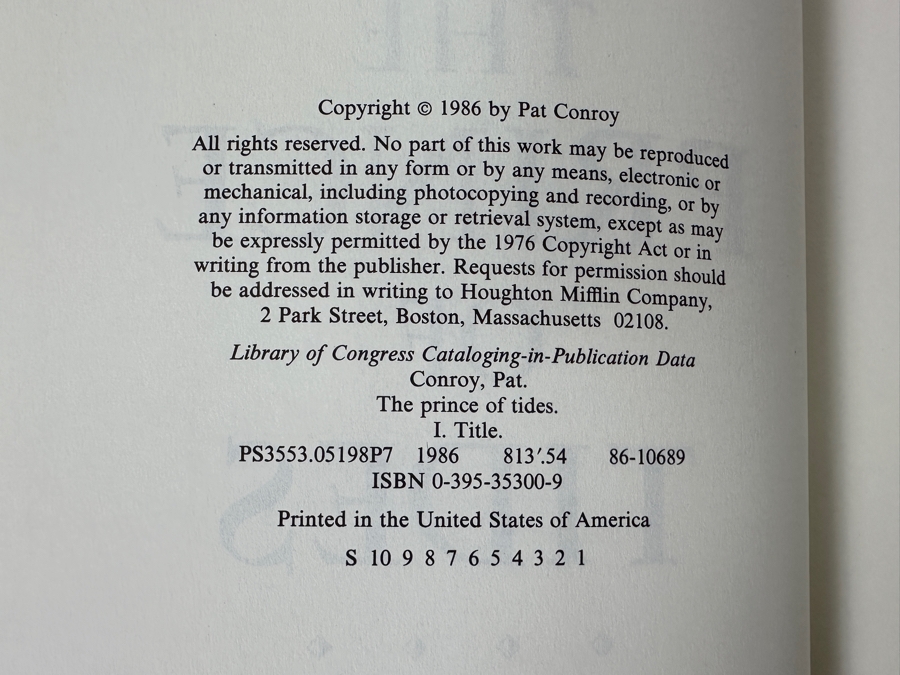 Copyright © 1986 by Pat Conroy
All rights reserved. No part of this work may be reproduced
or transmitted in any form or by any means, electronic or
mechanical, including photocopying and recording, or by
any information storage or retrieval system, except as may
be expressly permitted by the 1976 Copyright Act or in
writing from the publisher. Requests for permission should
be addressed in writing to Houghton Mifflin Company,
2 Park Street, Boston, Massachusetts 02108.
Library of Congress Cataloging-in-Publication Data
Conroy, Pat.
The prince of tides.
I. Title.
PS3553.05198P7 1986 813′.54 86-10689
ISBN 0-395-35300-9
Printed in the United States of America
S 10 9 8 7 6 5 4 3 2 1